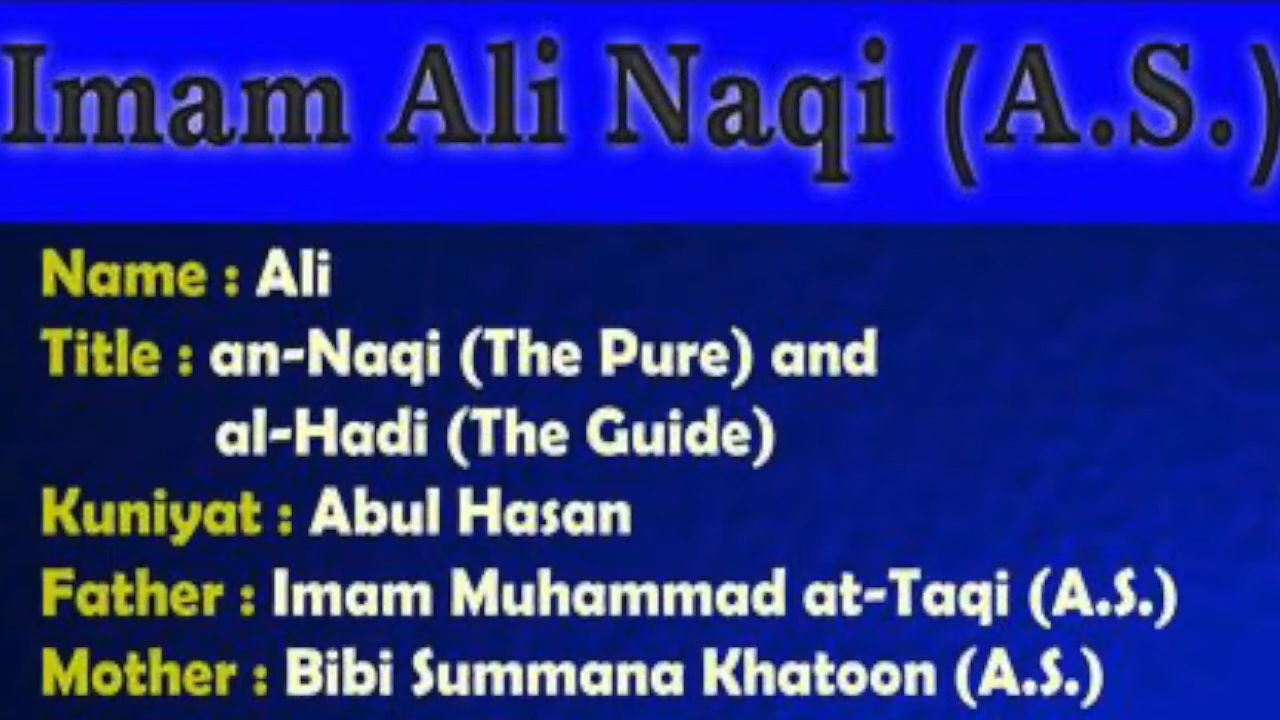 Imam Ali Naqi (A.S.)
Name : Ali
Title : an-Naqi (The Pure) and
al-Hadi (The Guide)
Kuniyat : Abul Hasan
Father : Imam Muhammad at-Taqi (A.S.)
Mother : Bibi Summana Khatoon (A.S.)